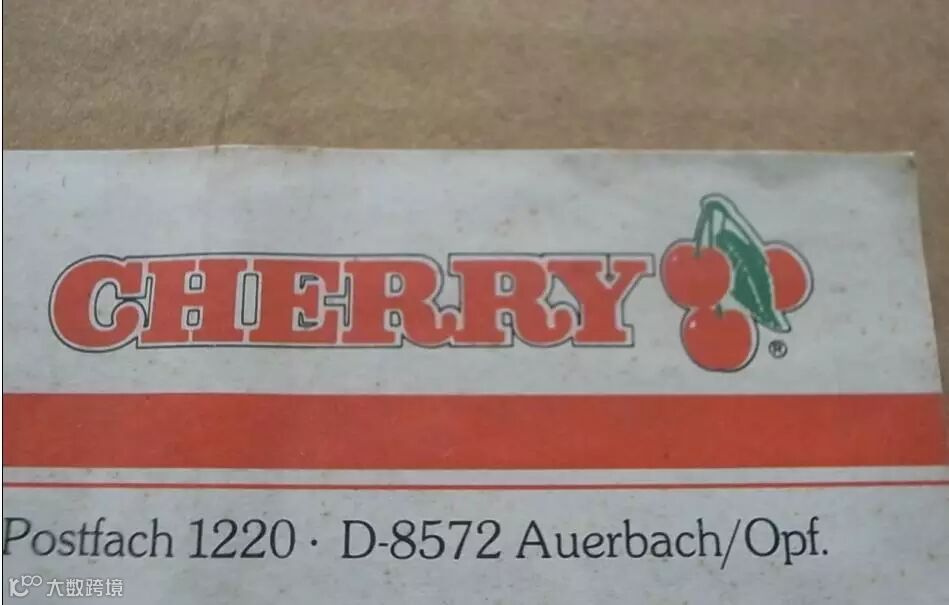 CHERRY ®
Postfach 1220 · D-8572 Auerbach/Opf.
大数跨境